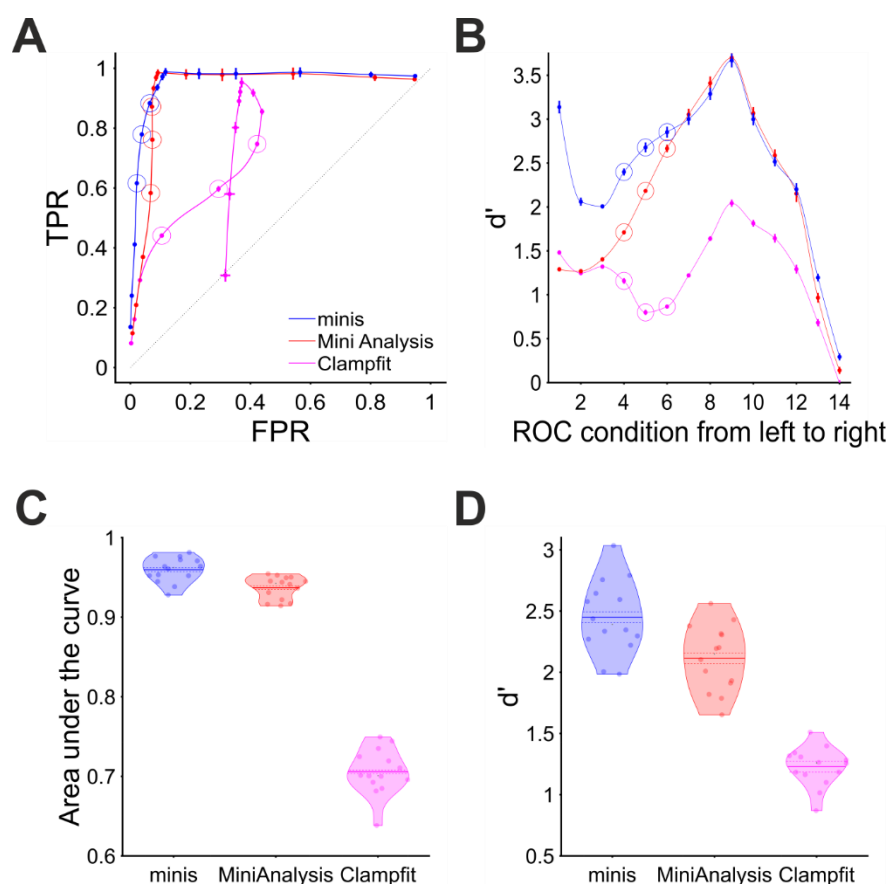 A
TPR
1
0.8
0.6
0.4
0.2
0
0 0.2 0.4 0.6 0.8 1
FPR
minis
Mini Analysis
Clampfit
B
d'
3.5
3
2.5
2
1.5
1
0.5
0
2 4 6 8 10 12 14
ROC condition from left to right
C
Area under the curve
1
0.9
0.8
0.7
0.6
minis MiniAnalysis Clampfit
D
d'
3
2.5
2
1.5
1
0.5
minis MiniAnalysis Clampfit